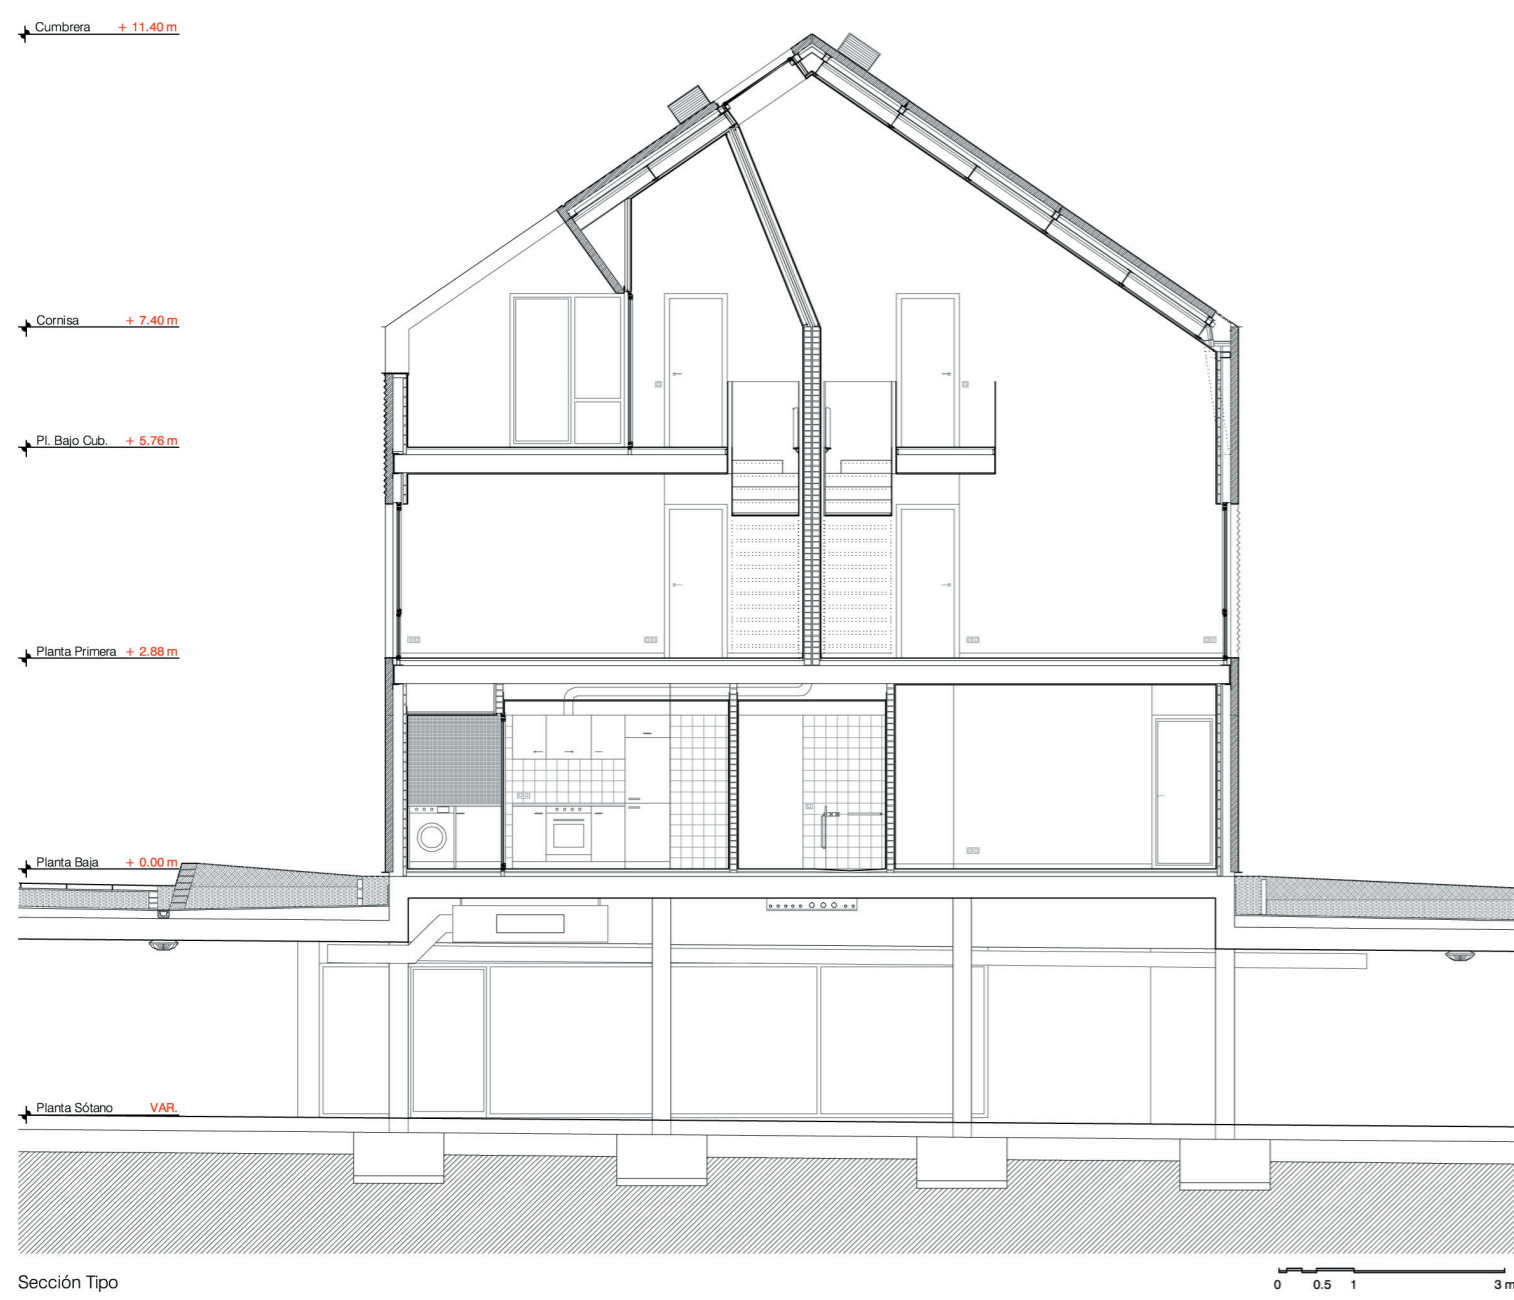 Cumbrera + 11.40 m
Cornisa + 7.40 m
Pl. Bajo Cub. + 5.76 m
Planta Primera + 2.88 m
Planta Baja + 0.00 m
Planta Sótano VAR.
Sección Tipo
0 0.5 1 3 m